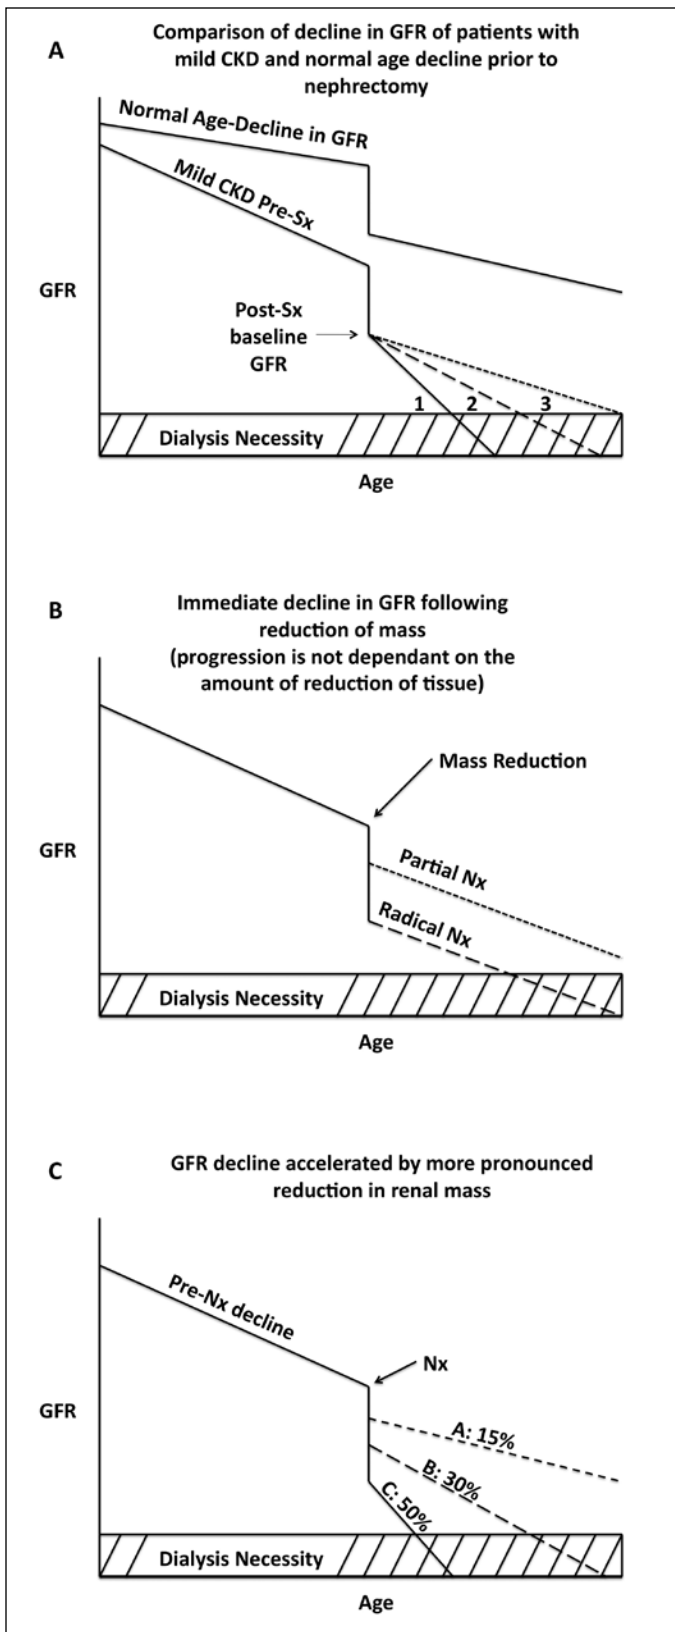 A
Comparison of decline in GFR of patients with
mild CKD and normal age decline prior to
nephrectomy
Normal Age-Decline in GFR
Mild CKD Pre-Sx
GFR
Post-Sx
baseline
GFR
1 2 3
Dialysis Necessity
Age
B
Immediate decline in GFR following
reduction of mass
(progression is not dependant on the
amount of reduction of tissue)
Mass Reduction
GFR
Partial Nx
Radical Nx
Dialysis Necessity
Age
C
GFR decline accelerated by more pronounced
reduction in renal mass
Pre-Nx decline
Nx
GFR
A: 15%
B: 30%
C: 50%
Dialysis Necessity
Age